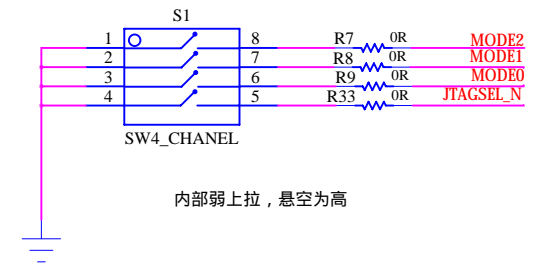 S1
1 8 R7 0R MODE2
2 7 R8 0R MODE1
3 6 R9 0R MODE0
4 5 R33 0R JTAGSEL_N
SW4_CHANEL
内部弱上拉，悬空为高